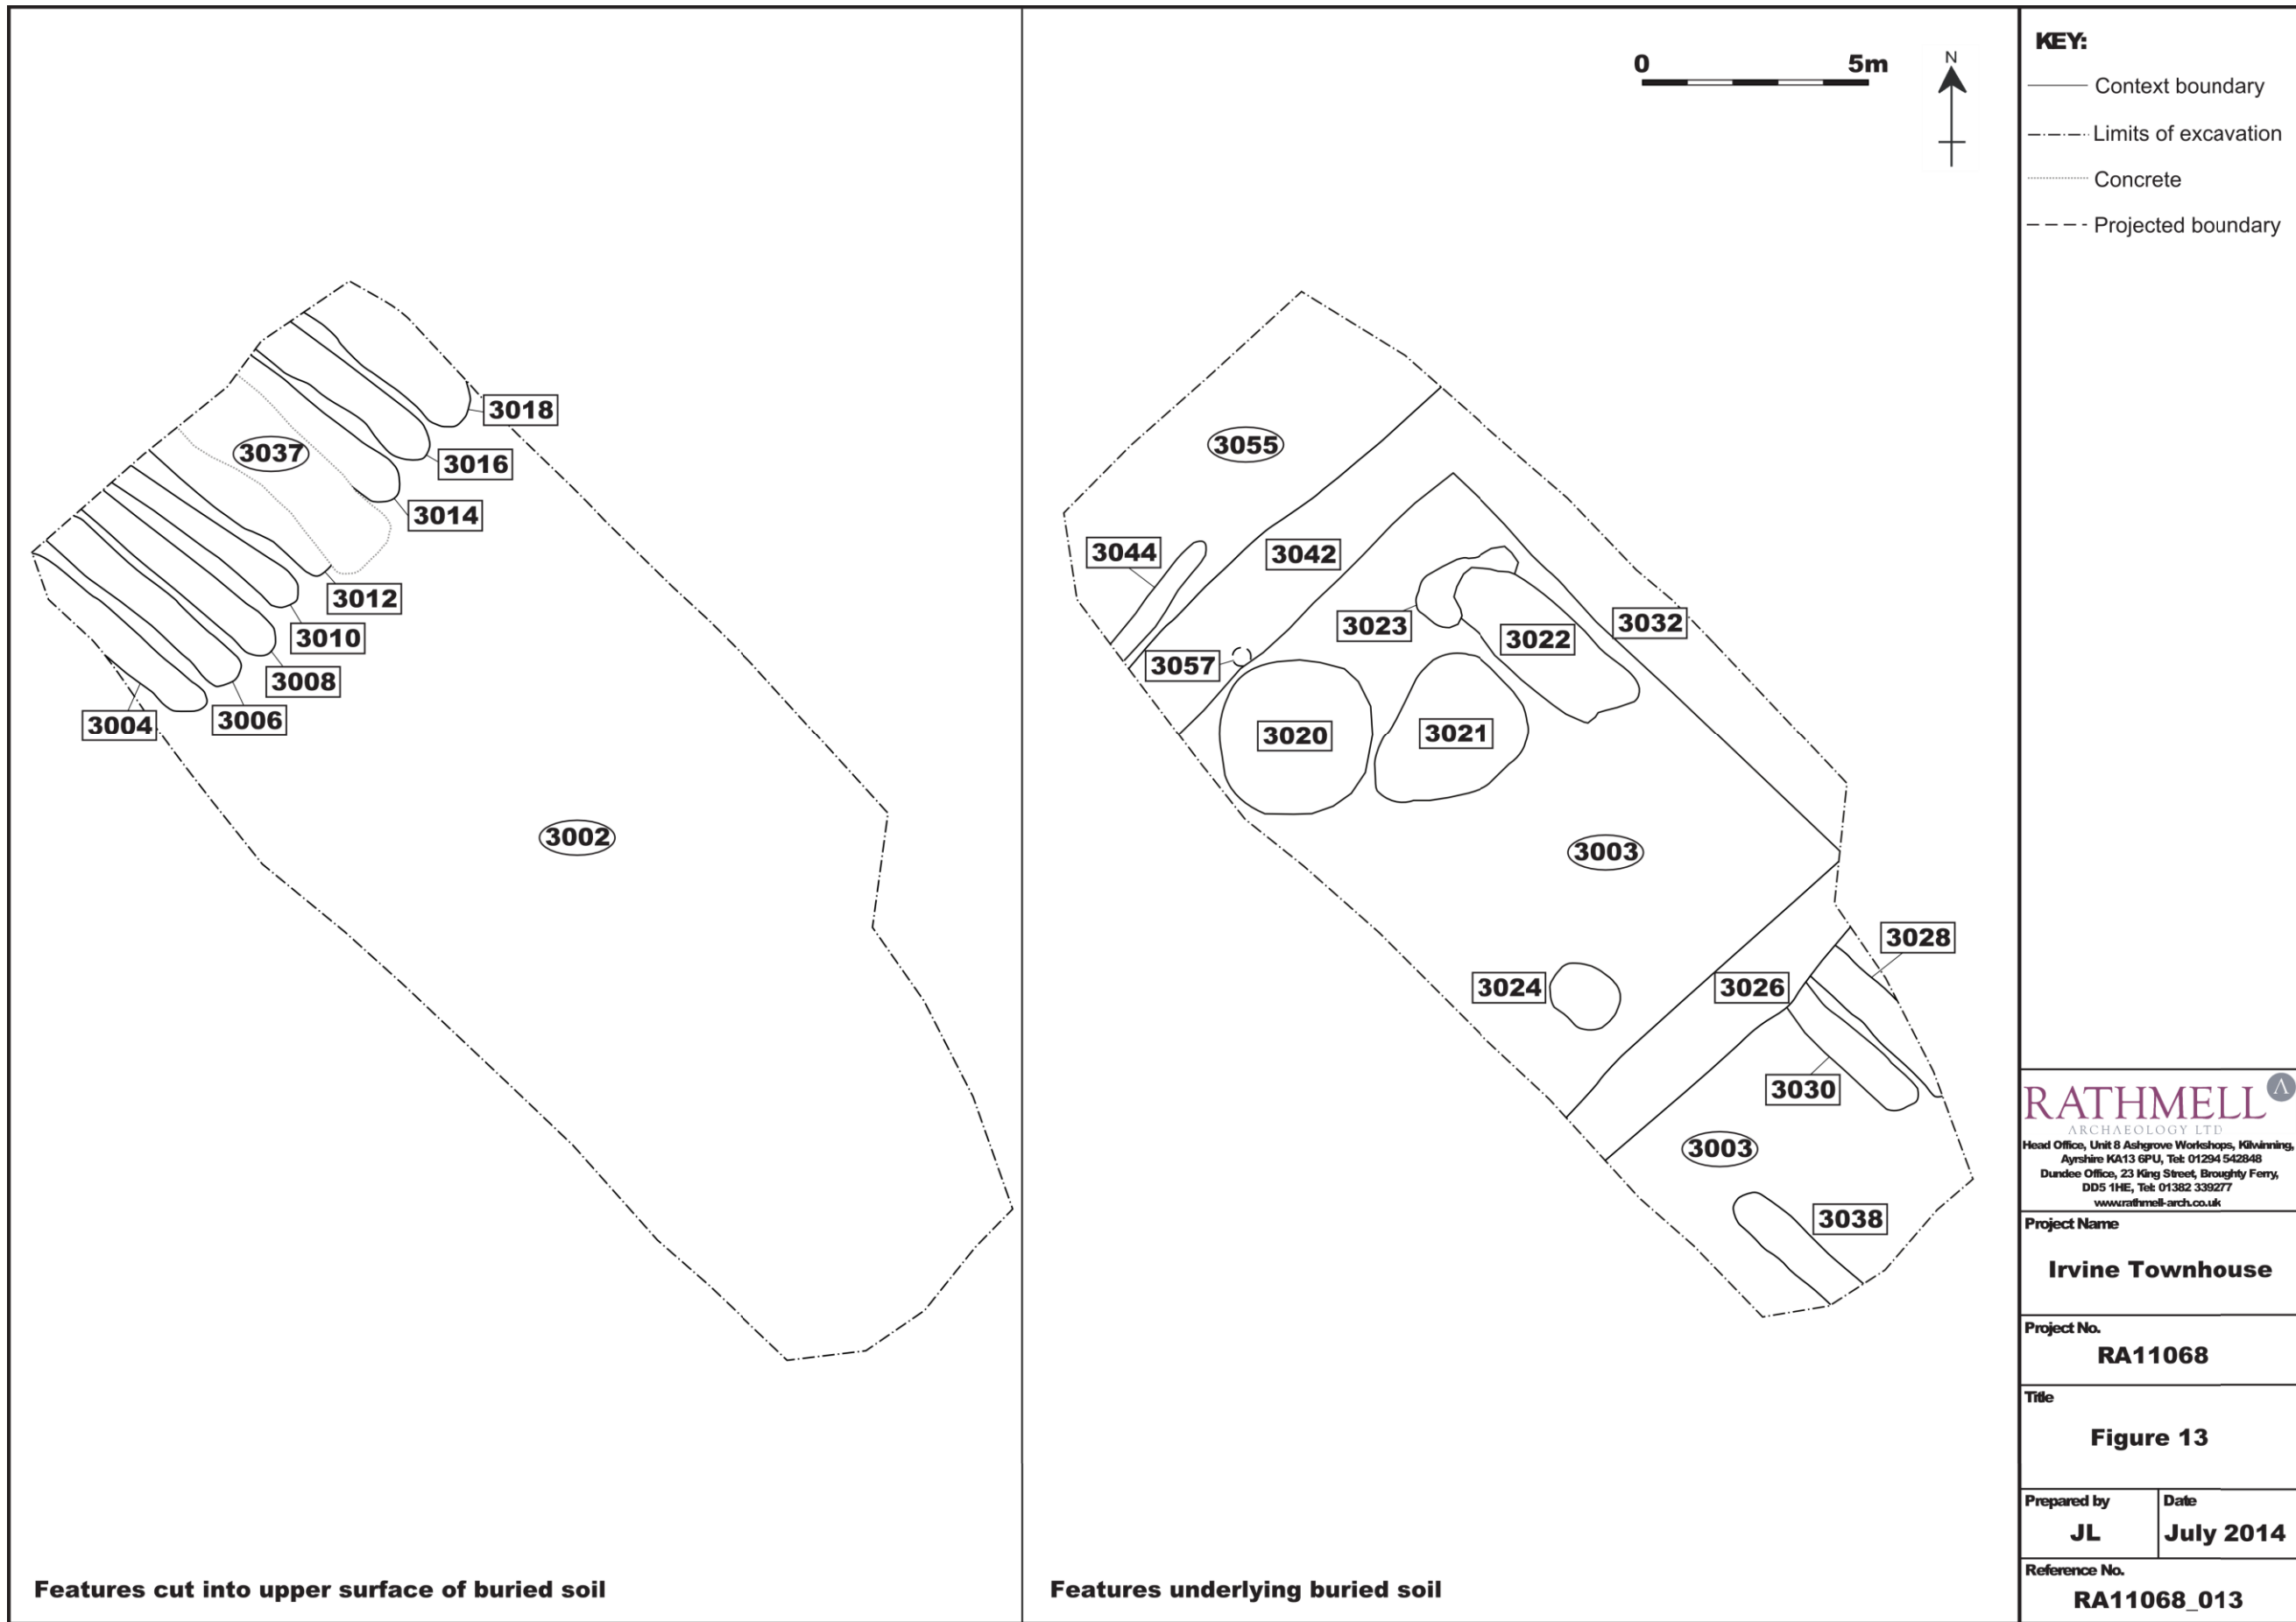 3018
3016
3014
3037
3012
3010
3008
3006
3004
3002
Features cut into upper surface of buried soil
0 5m
N
3055
3044
3042
3023
3022
3032
3057
3020
3021
3003
3028
3024
3026
3030
3003
3038
Features underlying buried soil
KEY:
Context boundary
Limits of excavation
Concrete
Projected boundary
RATHMELL Λ
ARCHAEOLOGY LTD
Head Office, Unit 8 Ashgrove Workshops, Kilwinning,
Ayrshire KA13 6PU, Tel: 01294 542848
Dundee Office, 23 King Street, Broughty Ferry,
DD5 1HE, Tel: 01382 339277
www.rathmell-arch.co.uk
Project Name
Irvine Townhouse
Project No.
RA11068
Title
Figure 13
Prepared by
JL
Date
July 2014
Reference No.
RA11068_013